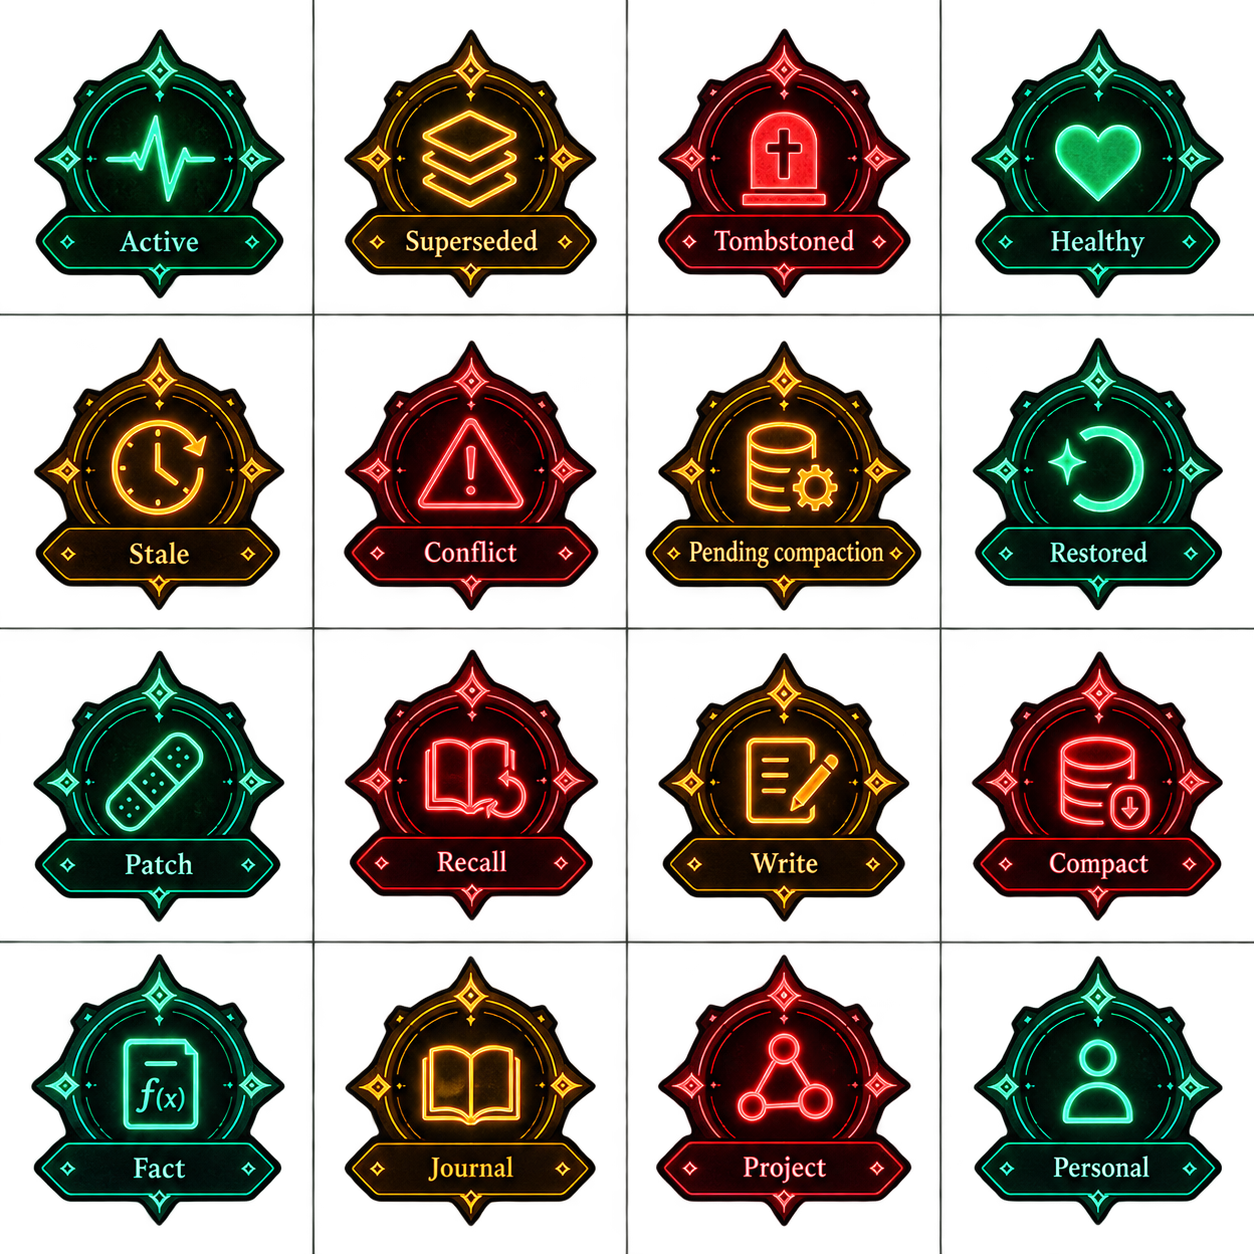 Active
Superseded
Tombstoned
Healthy
Stale
Conflict
Pending compaction
Restored
Patch
Recall
Write
Compact
f(x)
Fact
Journal
Project
Personal